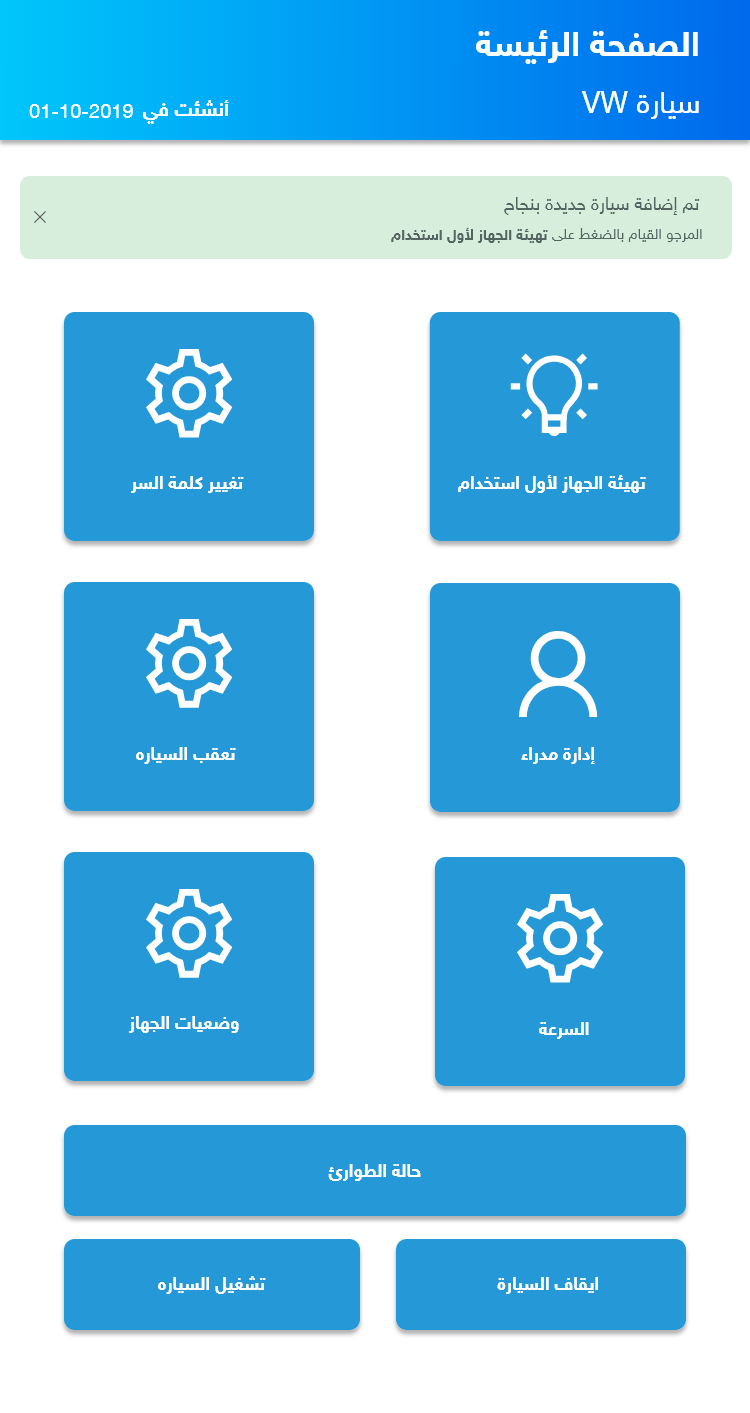 الصفحة الرئيسة
سيارة VW
أنشئت في 2019-10-01
تم إضافة سيارة جديدة بنجاح
المرجو القيام بالضغط على تهيئة الجهاز لأول استخدام
تهيئة الجهاز لأول استخدام
تغيير كلمة السر
إدارة مدراء
تعقب السياره
السرعة
وضعيات الجهاز
حالة الطوارئ
ايقاف السيارة
تشغيل السياره